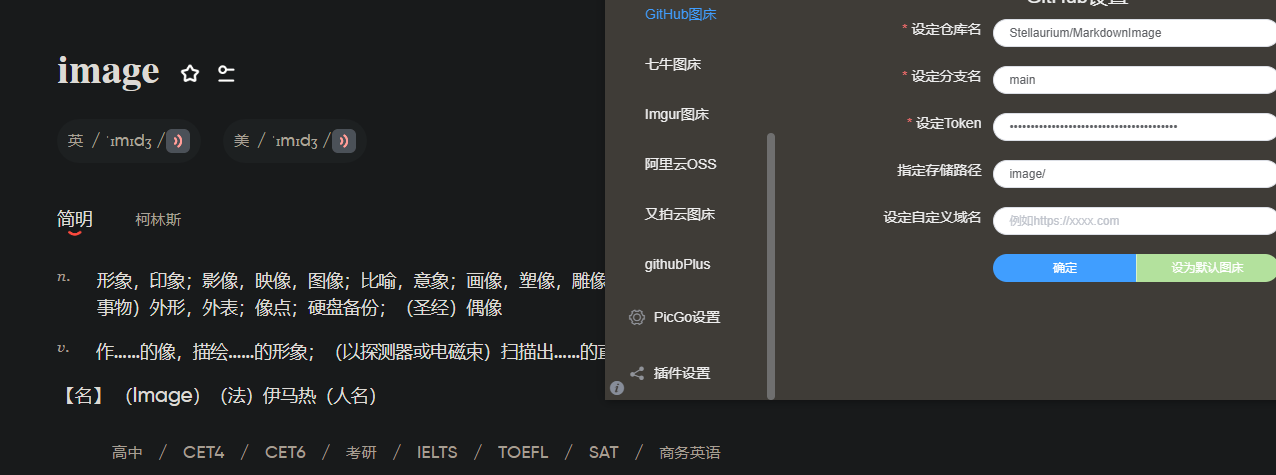 image
英 / ˈɪmɪdʒ /
美 / ˈɪmɪdʒ /
简明
柯林斯
n. 形象，印象；影像，映像，图像；比喻，意象；画像，塑像，雕像
事物）外形，外表；像点；硬盘备份；（圣经）偶像
v. 作……的像，描绘……的形象；（以探测器或电磁束）扫描出……的
【名】（Image）（法）伊马热（人名）
高中 / CET4 / CET6 / 考研 / IELTS / TOEFL / SAT / 商务英语
GitHub图床
七牛图床
Imgur图床
阿里云OSS
又拍云图床
githubPlus
PicGo设置
插件设置
GitHub设置
* 设定仓库名 Stellaurium/MarkdownImage
* 设定分支名 main
* 设定Token ••••••••••••••••••••••••••••••••••••••••
指定存储路径 image/
设定自定义域名 例如https://xxxx.com
确定 设为默认图床